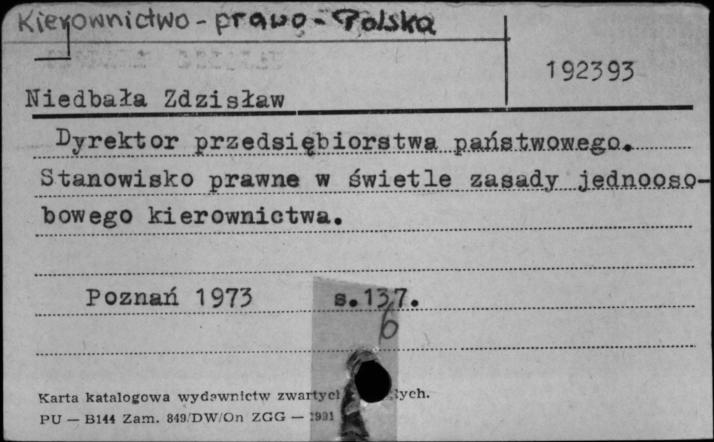 Kierownictwo - prawo - Polska
192393
Niedbała Zdzisław
Dyrektor przedsiębiorstwa państwowego.
Stanowisko prawne w świetle zasady jednooso-
bowego kierownictwa.
Poznań 1973 s.137.
6
Karta katalogowa wydawnictw
PU — B144 Zam. 849/DW/On ZGG — 1991